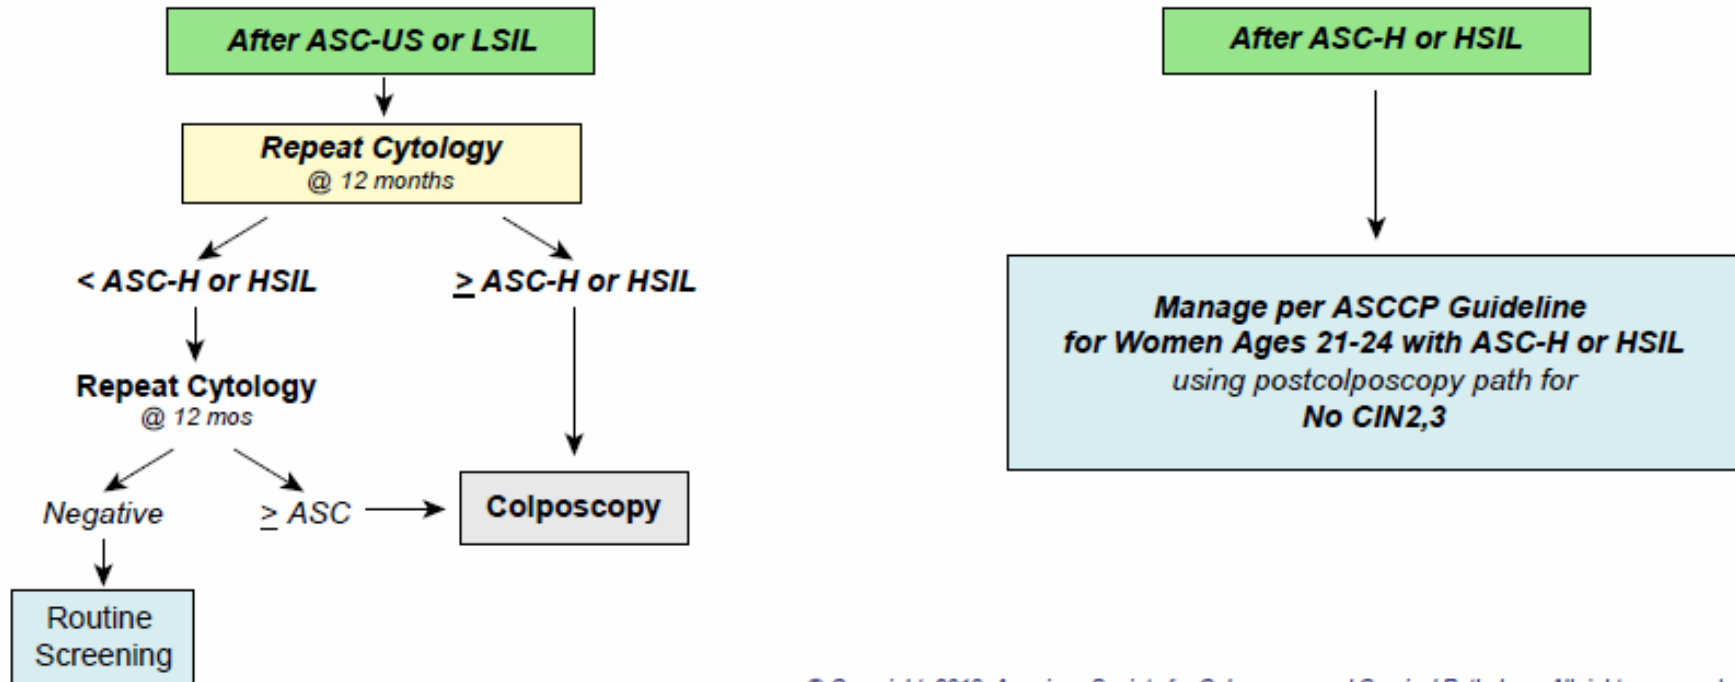 After ASC-US or LSIL
Repeat Cytology
@ 12 months
< ASC-H or HSIL
≥ ASC-H or HSIL
Repeat Cytology
@ 12 mos
Negative
≥ ASC
Colposcopy
Routine
Screening
After ASC-H or HSIL
Manage per ASCCP Guideline
for Women Ages 21-24 with ASC-H or HSIL
using postcolposcopy path for
No CIN2,3